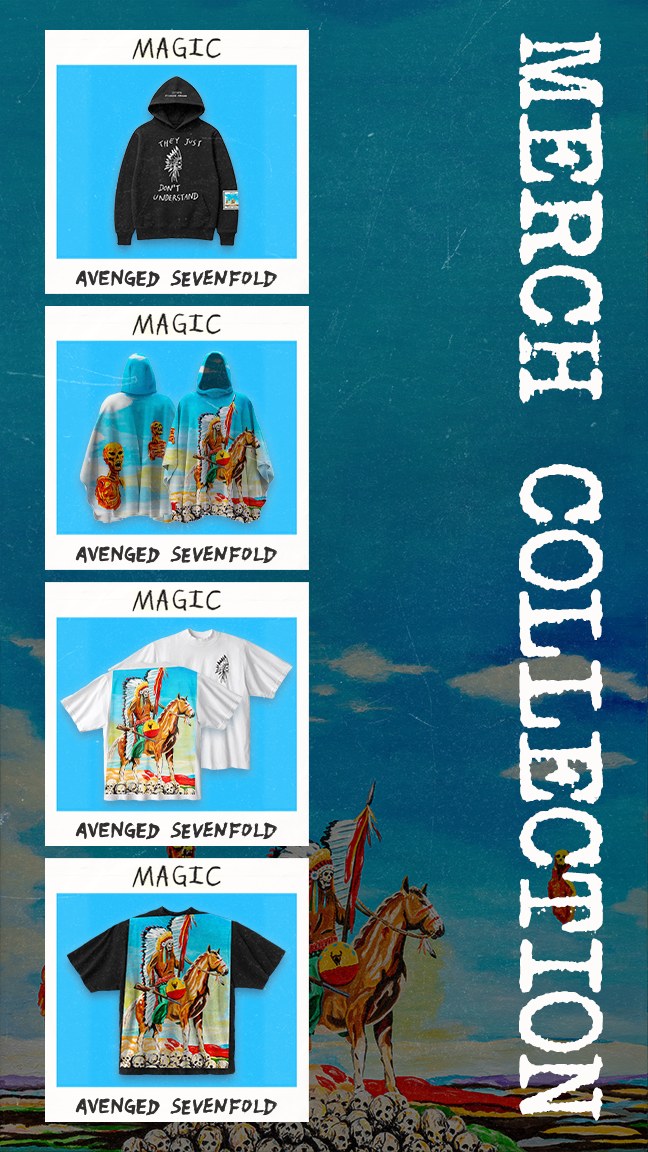 MAGIC
THEY JUST
DON'T
UNDERSTAND
AVENGED SEVENFOLD
MAGIC
AVENGED SEVENFOLD
MAGIC
AVENGED SEVENFOLD
MAGIC
AVENGED SEVENFOLD
MERCH COLLECTION